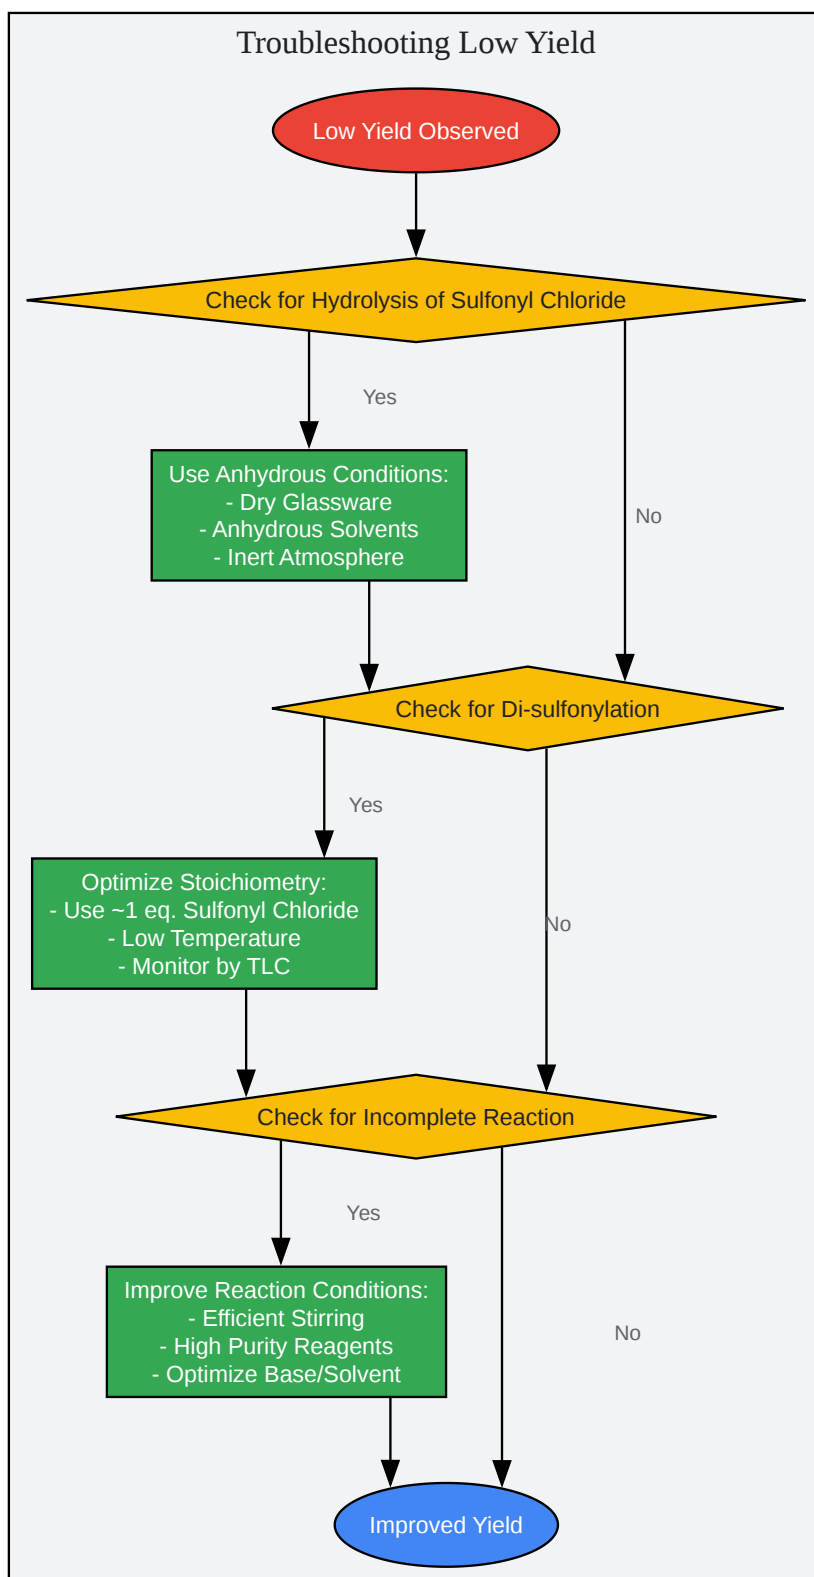 Troubleshooting Low Yield
Low Yield Observed
Check for Hydrolysis of Sulfonyl Chloride
Yes
Use Anhydrous Conditions:
- Dry Glassware
- Anhydrous Solvents
- Inert Atmosphere
No
Check for Di-sulfonylation
Yes
Optimize Stoichiometry:
- Use ~1 eq. Sulfonyl Chloride
- Low Temperature
- Monitor by TLC
No
Check for Incomplete Reaction
Yes
Improve Reaction Conditions:
- Efficient Stirring
- High Purity Reagents
- Optimize Base/Solvent
No
Improved Yield